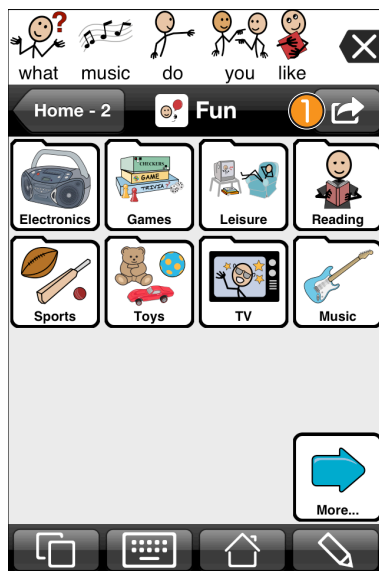 what music do you like
Home - 2 Fun 1
Electronics Games Leisure Reading
CHECKERS
GAME
TRIVIA
Sports Toys TV Music
More...